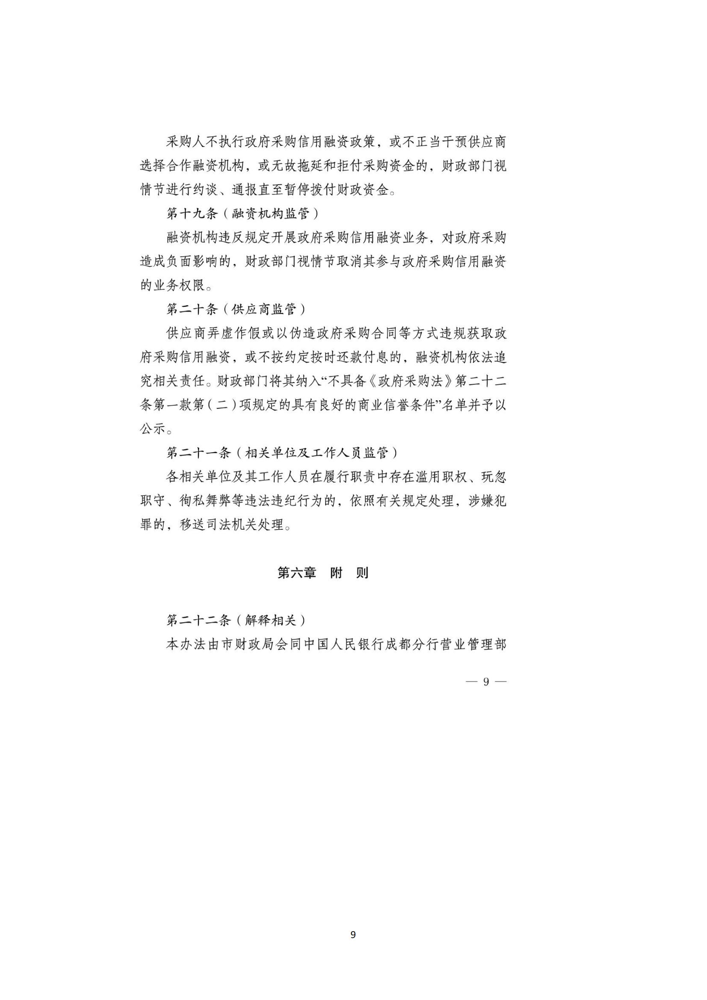 采购人不执行政府采购信用融资政策，或不正当干预供应商
选择合作融资机构，或无故拖延和拒付采购资金的，财政部门视
情节进行约谈、通报直至暂停拨付财政资金。
第十九条（融资机构监管）
融资机构违反规定开展政府采购信用融资业务，对政府采购
造成负面影响的，财政部门视情节取消其参与政府采购信用融资
的业务权限。
第二十条（供应商监管）
供应商弄虚作假或以伪造政府采购合同等方式违规获取政
府采购信用融资，或不按约定按时还款付息的，融资机构依法追
究相关责任。财政部门将其纳入“不具备《政府采购法》第二十二
条第一款第（二）项规定的具有良好的商业信誉条件”名单并予以
公示。
第二十一条（相关单位及工作人员监管）
各相关单位及其工作人员在履行职责中存在滥用职权、玩忽
职守、徇私舞弊等违法违纪行为的，依照有关规定处理，涉嫌犯
罪的，移送司法机关处理。
第六章　附　则
第二十二条（解释相关）
本办法由市财政局会同中国人民银行成都分行营业管理部
— 9 —
9